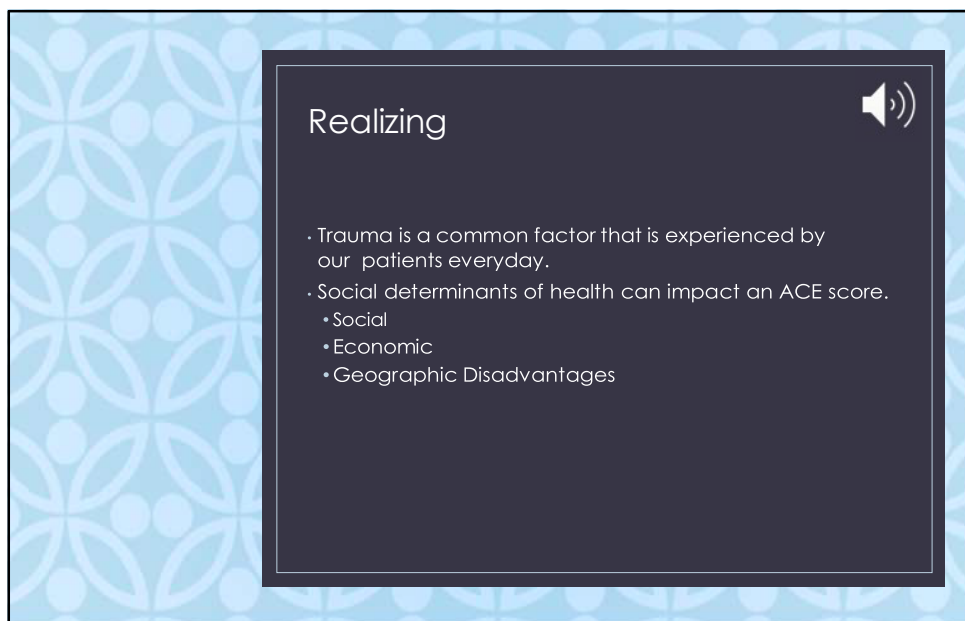 Realizing
• Trauma is a common factor that is experienced by
our  patients everyday.
• Social determinants of health can impact an ACE score.
• Social
• Economic
• Geographic Disadvantages